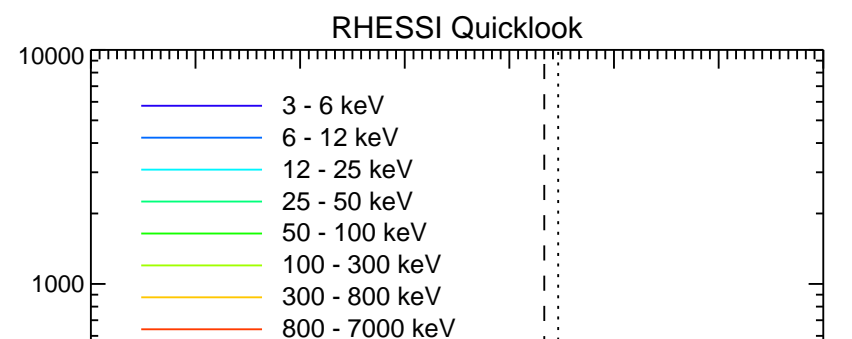 RHESSI Quicklook
10000
3 - 6 keV
6 - 12 keV
12 - 25 keV
25 - 50 keV
50 - 100 keV
100 - 300 keV
1000
300 - 800 keV
800 - 7000 keV